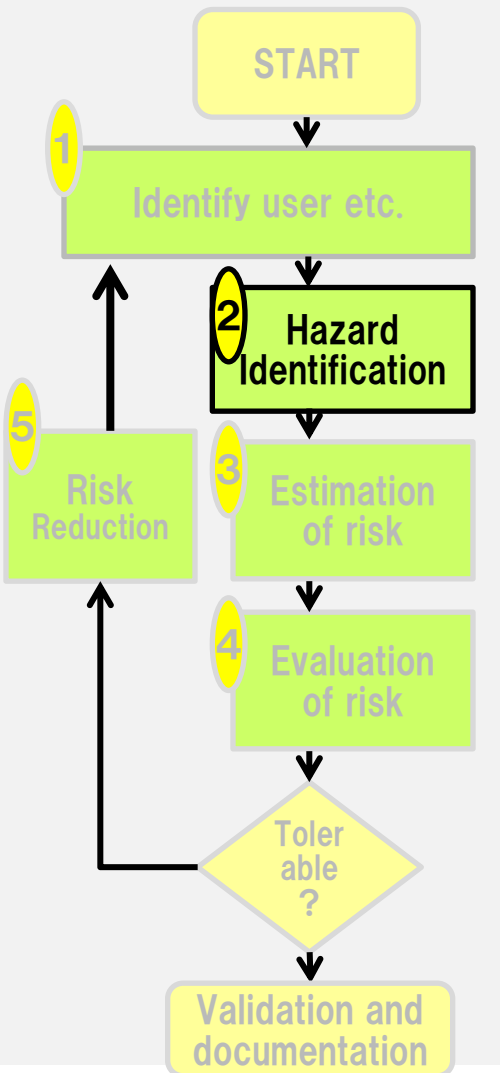 START
1
Identify user etc.
2
Hazard
Identification
3
Estimation
of risk
4
Evaluation
of risk
5
Risk
Reduction
Toler
able
?
Validation and
documentation